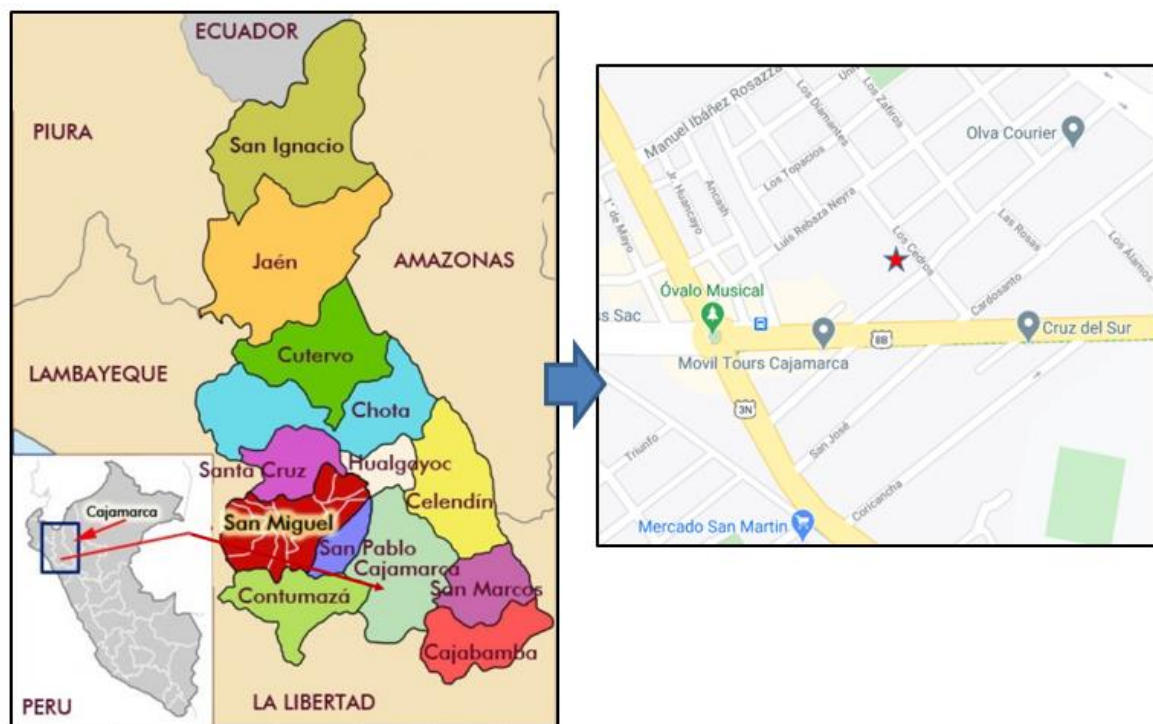 ECUADOR
PIURA
San Ignacio
Jaén
AMAZONAS
Cutervo
LAMBAYEQUE
Chota
Santa Cruz
Hualgayoc
Celendín
San Miguel
San Pablo
Cajamarca
San Marcos
Contumazá
Cajabamba
LA LIBERTAD
Cajamarca
PERU
Manuel Ibáñez Rosazza
Los Diamantes
Los Zafiros
Olva Courier
Jr. Huancayo
Ancash
Los Topacios
1° de Mayo
Luis Rebaza Neyra
Los Cedros
Las Rosas
Los Álamos
Óvalo Musical
Cardosanto
ss Sac
8B
Cruz del Sur
Movil Tours Cajamarca
3N
Triunfo
San José
Coricancha
Mercado San Martin